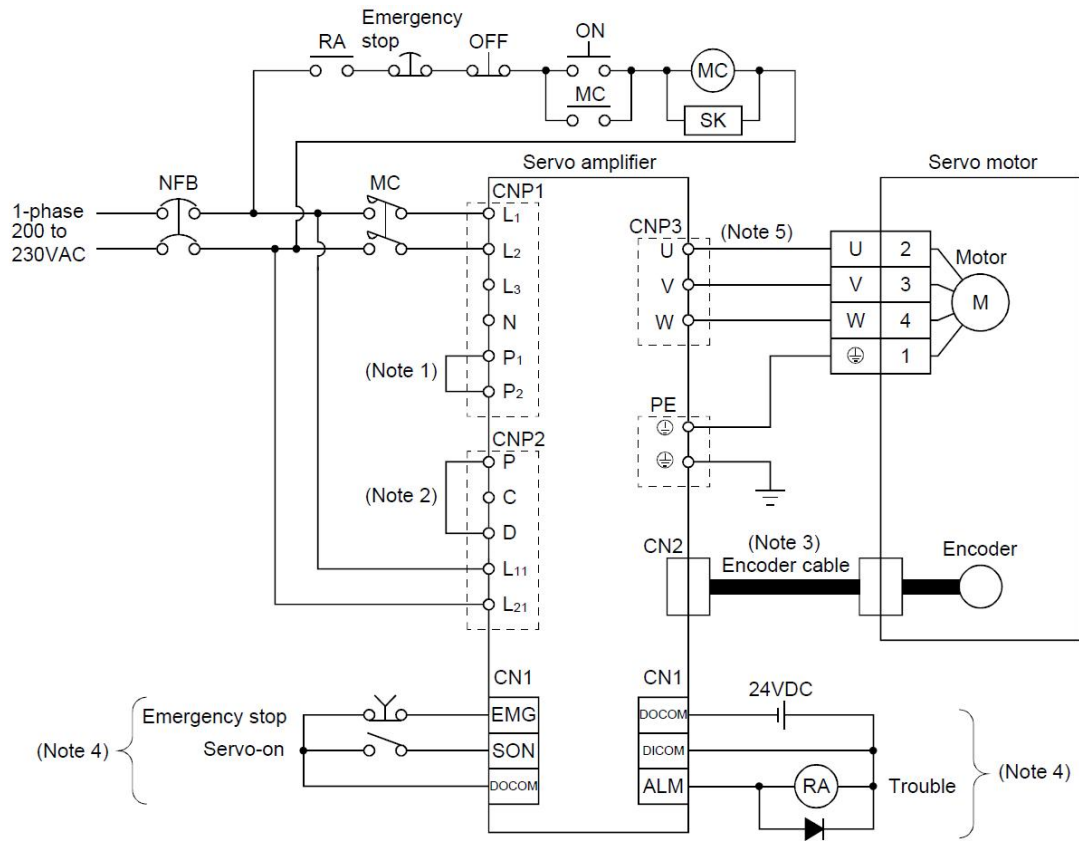 Emergency
stop
RA
OFF
ON
MC
MC
SK
Servo amplifier
Servo motor
NFB
MC
CNP1
1-phase
200 to
230VAC
L1
L2
L3
N
P1
P2
(Note 1)
CNP3
(Note 5)
U
V
W
U 2
V 3
W 4
1
Motor
M
PE
CNP2
P
C
D
L11
L21
(Note 2)
CN2
(Note 3)
Encoder cable
Encoder
CN1
CN1
24VDC
Emergency stop
EMG
Servo-on
SON
DOCOM
(Note 4)
DOCOM
DICOM
ALM
RA
Trouble
(Note 4)